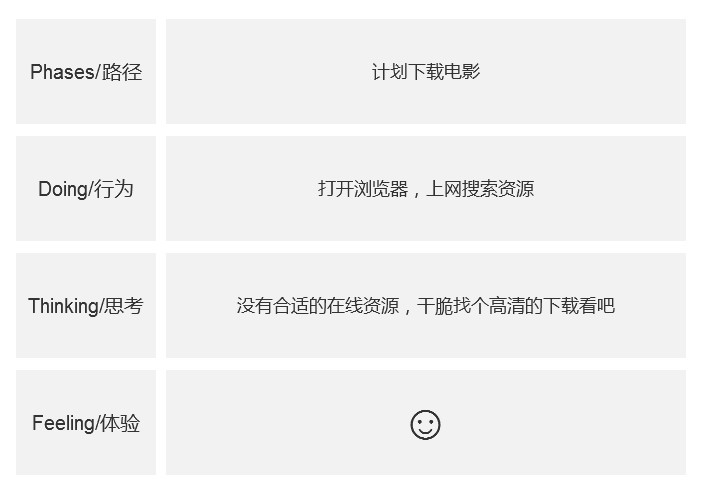 Phases/路径
计划下载电影
Doing/行为
打开浏览器，上网搜索资源
Thinking/思考
没有合适的在线资源，干脆找个高清的下载看吧
Feeling/体验